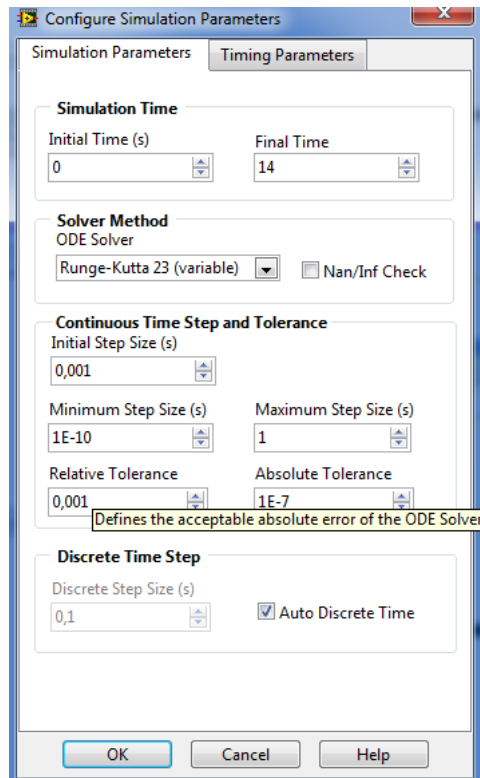 Configure Simulation Parameters
Simulation Parameters Timing Parameters
Simulation Time
Initial Time (s) Final Time
0 14
Solver Method
ODE Solver
Runge-Kutta 23 (variable) Nan/Inf Check
Continuous Time Step and Tolerance
Initial Step Size (s)
0,001
Minimum Step Size (s) Maximum Step Size (s)
1E-10 1
Relative Tolerance Absolute Tolerance
0,001 1E-7
Defines the acceptable absolute error of the ODE Solver
Discrete Time Step
Discrete Step Size (s)
0,1 Auto Discrete Time
OK Cancel Help